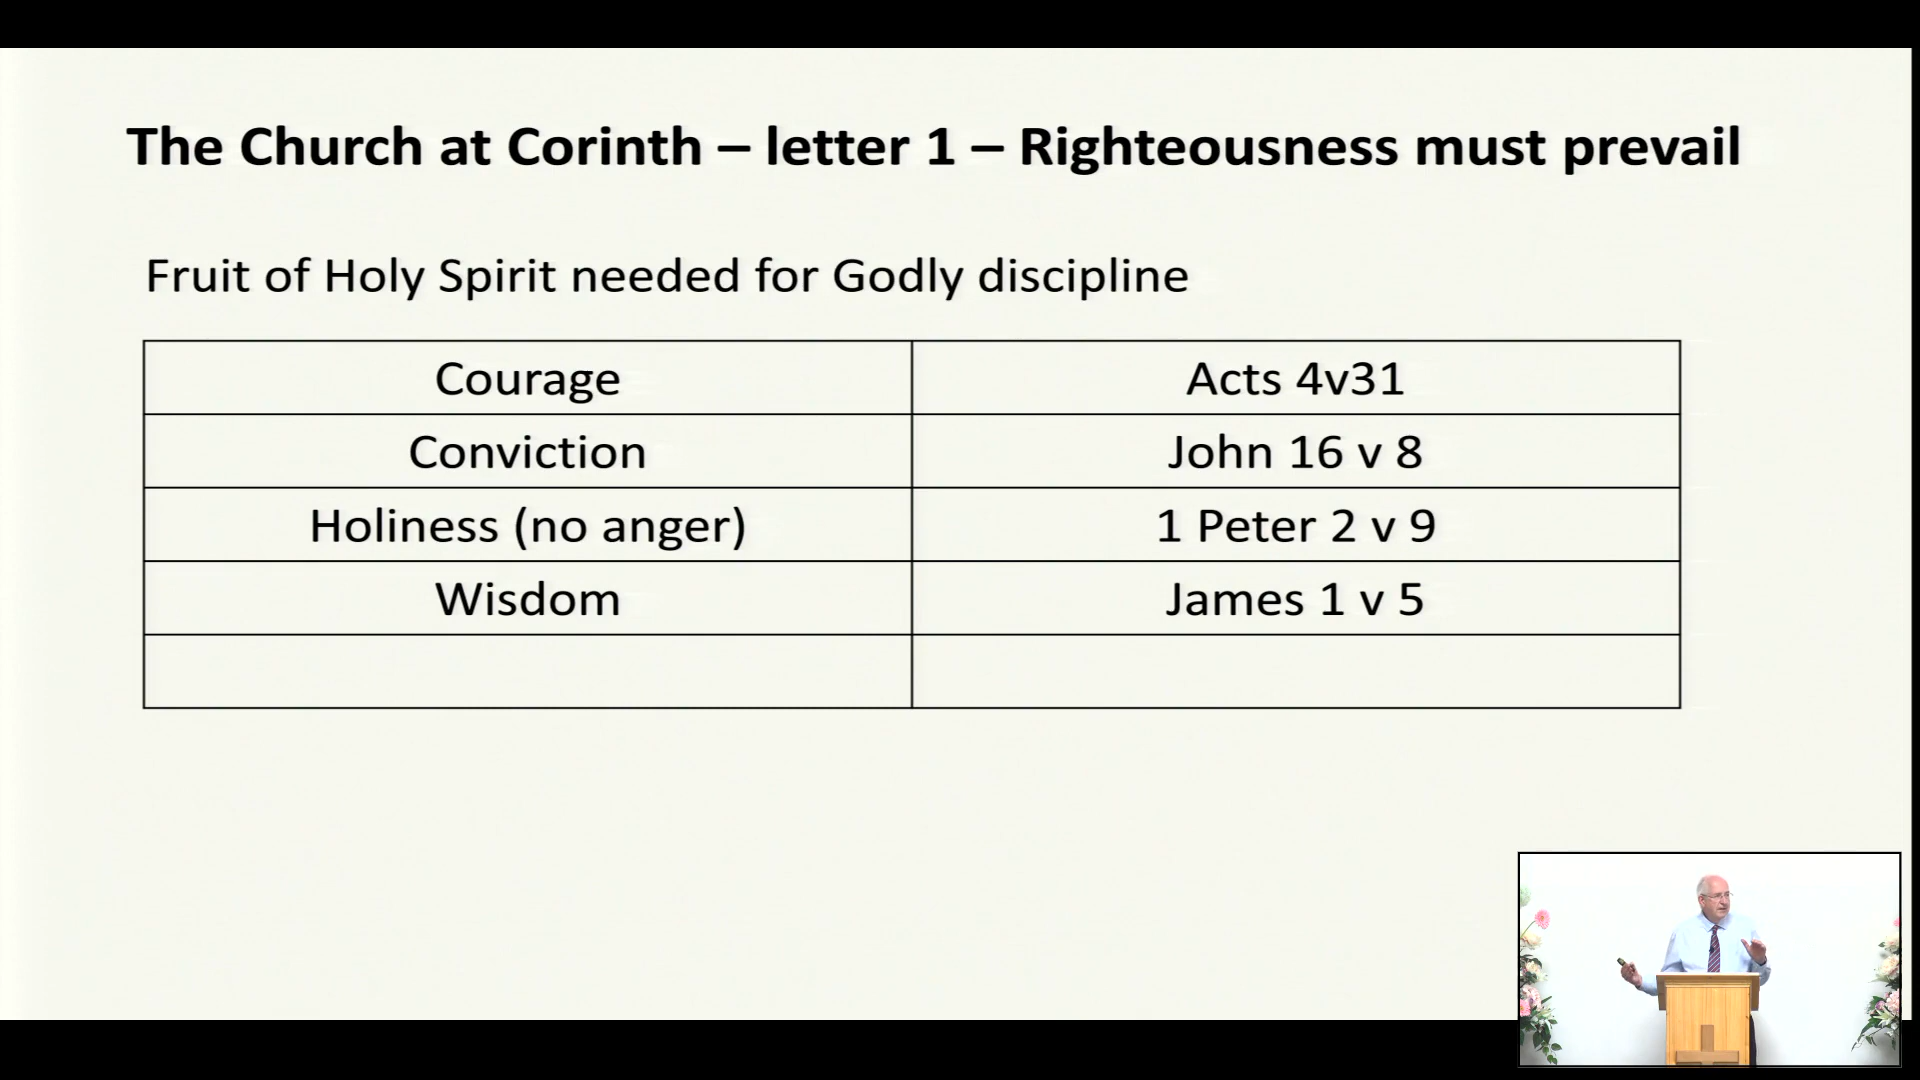 The Church at Corinth – letter 1 – Righteousness must prevail
Fruit of Holy Spirit needed for Godly discipline
Courage Acts 4v31
Conviction John 16 v 8
Holiness (no anger) 1 Peter 2 v 9
Wisdom James 1 v 5